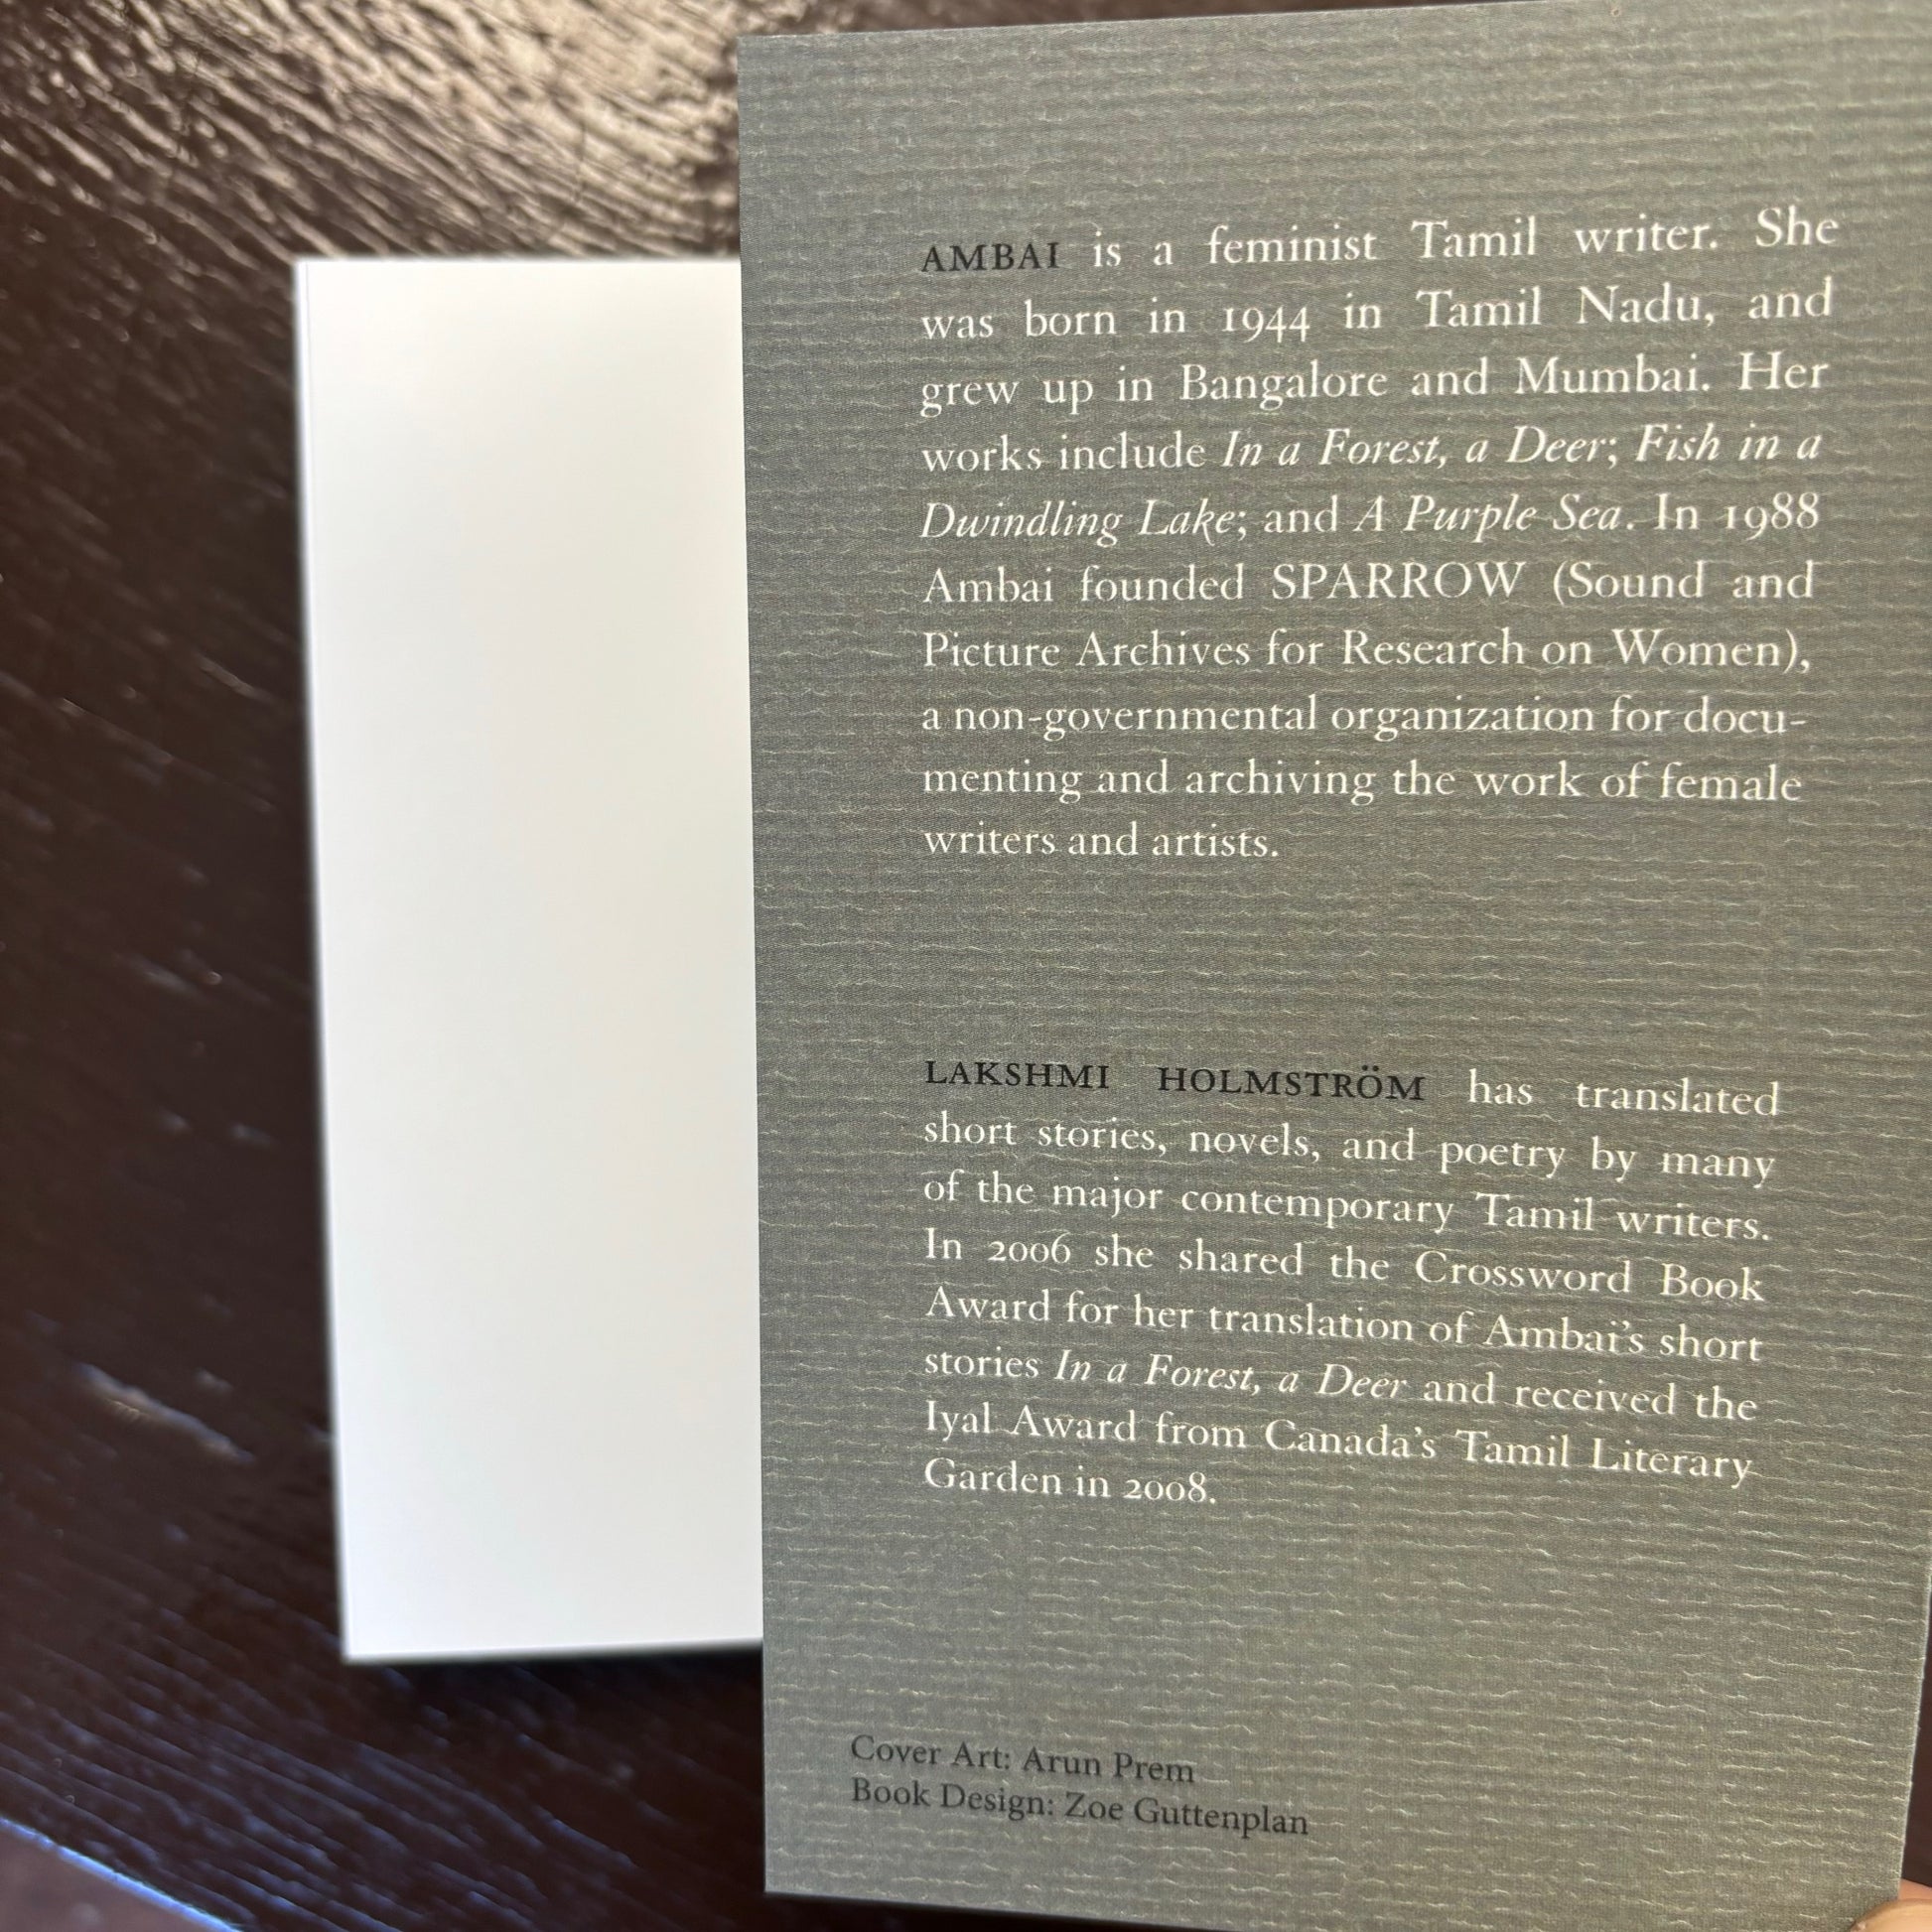 AMBAI is a feminist Tamil writer. She
was born in 1944 in Tamil Nadu, and
grew up in Bangalore and Mumbai. Her
works include In a Forest, a Deer; Fish in a
Dwindling Lake; and A Purple Sea. In 1988
Ambai founded SPARROW (Sound and
Picture Archives for Research on Women),
a non-governmental organization for docu-
menting and archiving the work of female
writers and artists.
LAKSHMI HOLMSTRÖM has translated
short stories, novels, and poetry by many
of the major contemporary Tamil writers.
In 2006 she shared the Crossword Book
Award for her translation of Ambai’s short
stories In a Forest, a Deer and received the
Iyal Award from Canada’s Tamil Literary
Garden in 2008.
Cover Art: Arun Prem
Book Design: Zoe Guttenplan